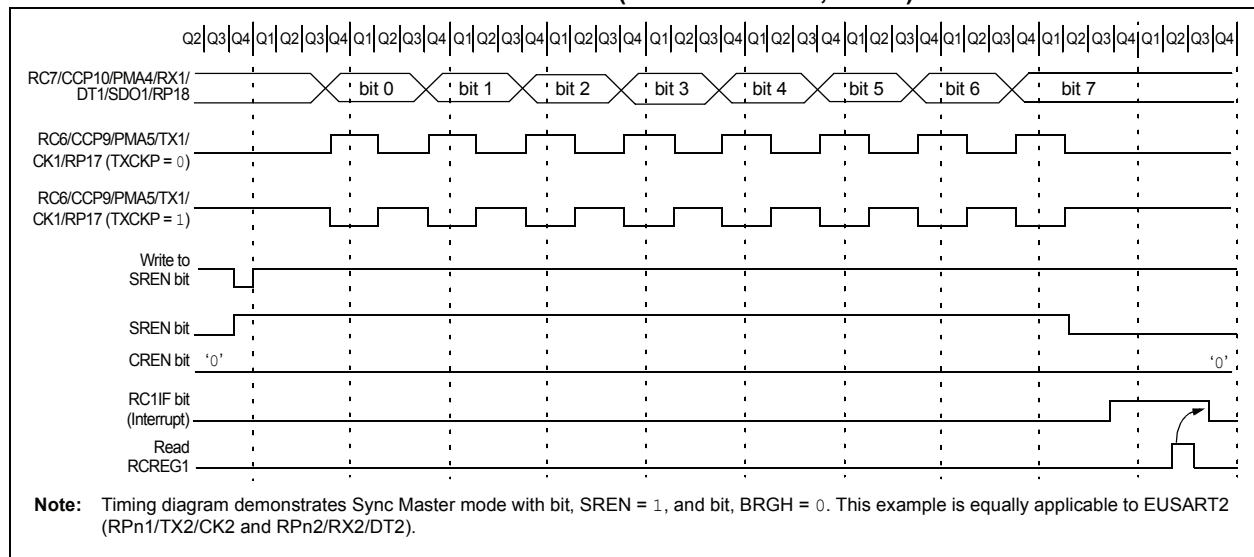 Q2 Q3 Q4 Q1 Q2 Q3 Q4 Q1 Q2 Q3 Q4 Q1 Q2 Q3 Q4 Q1 Q2 Q3 Q4 Q1 Q2 Q3 Q4 Q1 Q2 Q3 Q4 Q1 Q2 Q3 Q4 Q1 Q2 Q3 Q4 Q1 Q2 Q3 Q4 Q1 Q2 Q3 Q4
RC7/CCP10/PMA4/RX1/
DT1/SDO1/RP18
bit 0 bit 1 bit 2 bit 3 bit 4 bit 5 bit 6 bit 7
RC6/CCP9/PMA5/TX1/
CK1/RP17 (TXCKP = 0)
RC6/CCP9/PMA5/TX1/
CK1/RP17 (TXCKP = 1)
Write to
SREN bit
SREN bit
CREN bit ‘0’ ‘0’
RC1IF bit
(Interrupt)
Read
RCREG1
Note: Timing diagram demonstrates Sync Master mode with bit, SREN = 1, and bit, BRGH = 0. This example is equally applicable to EUSART2
(RPn1/TX2/CK2 and RPn2/RX2/DT2).